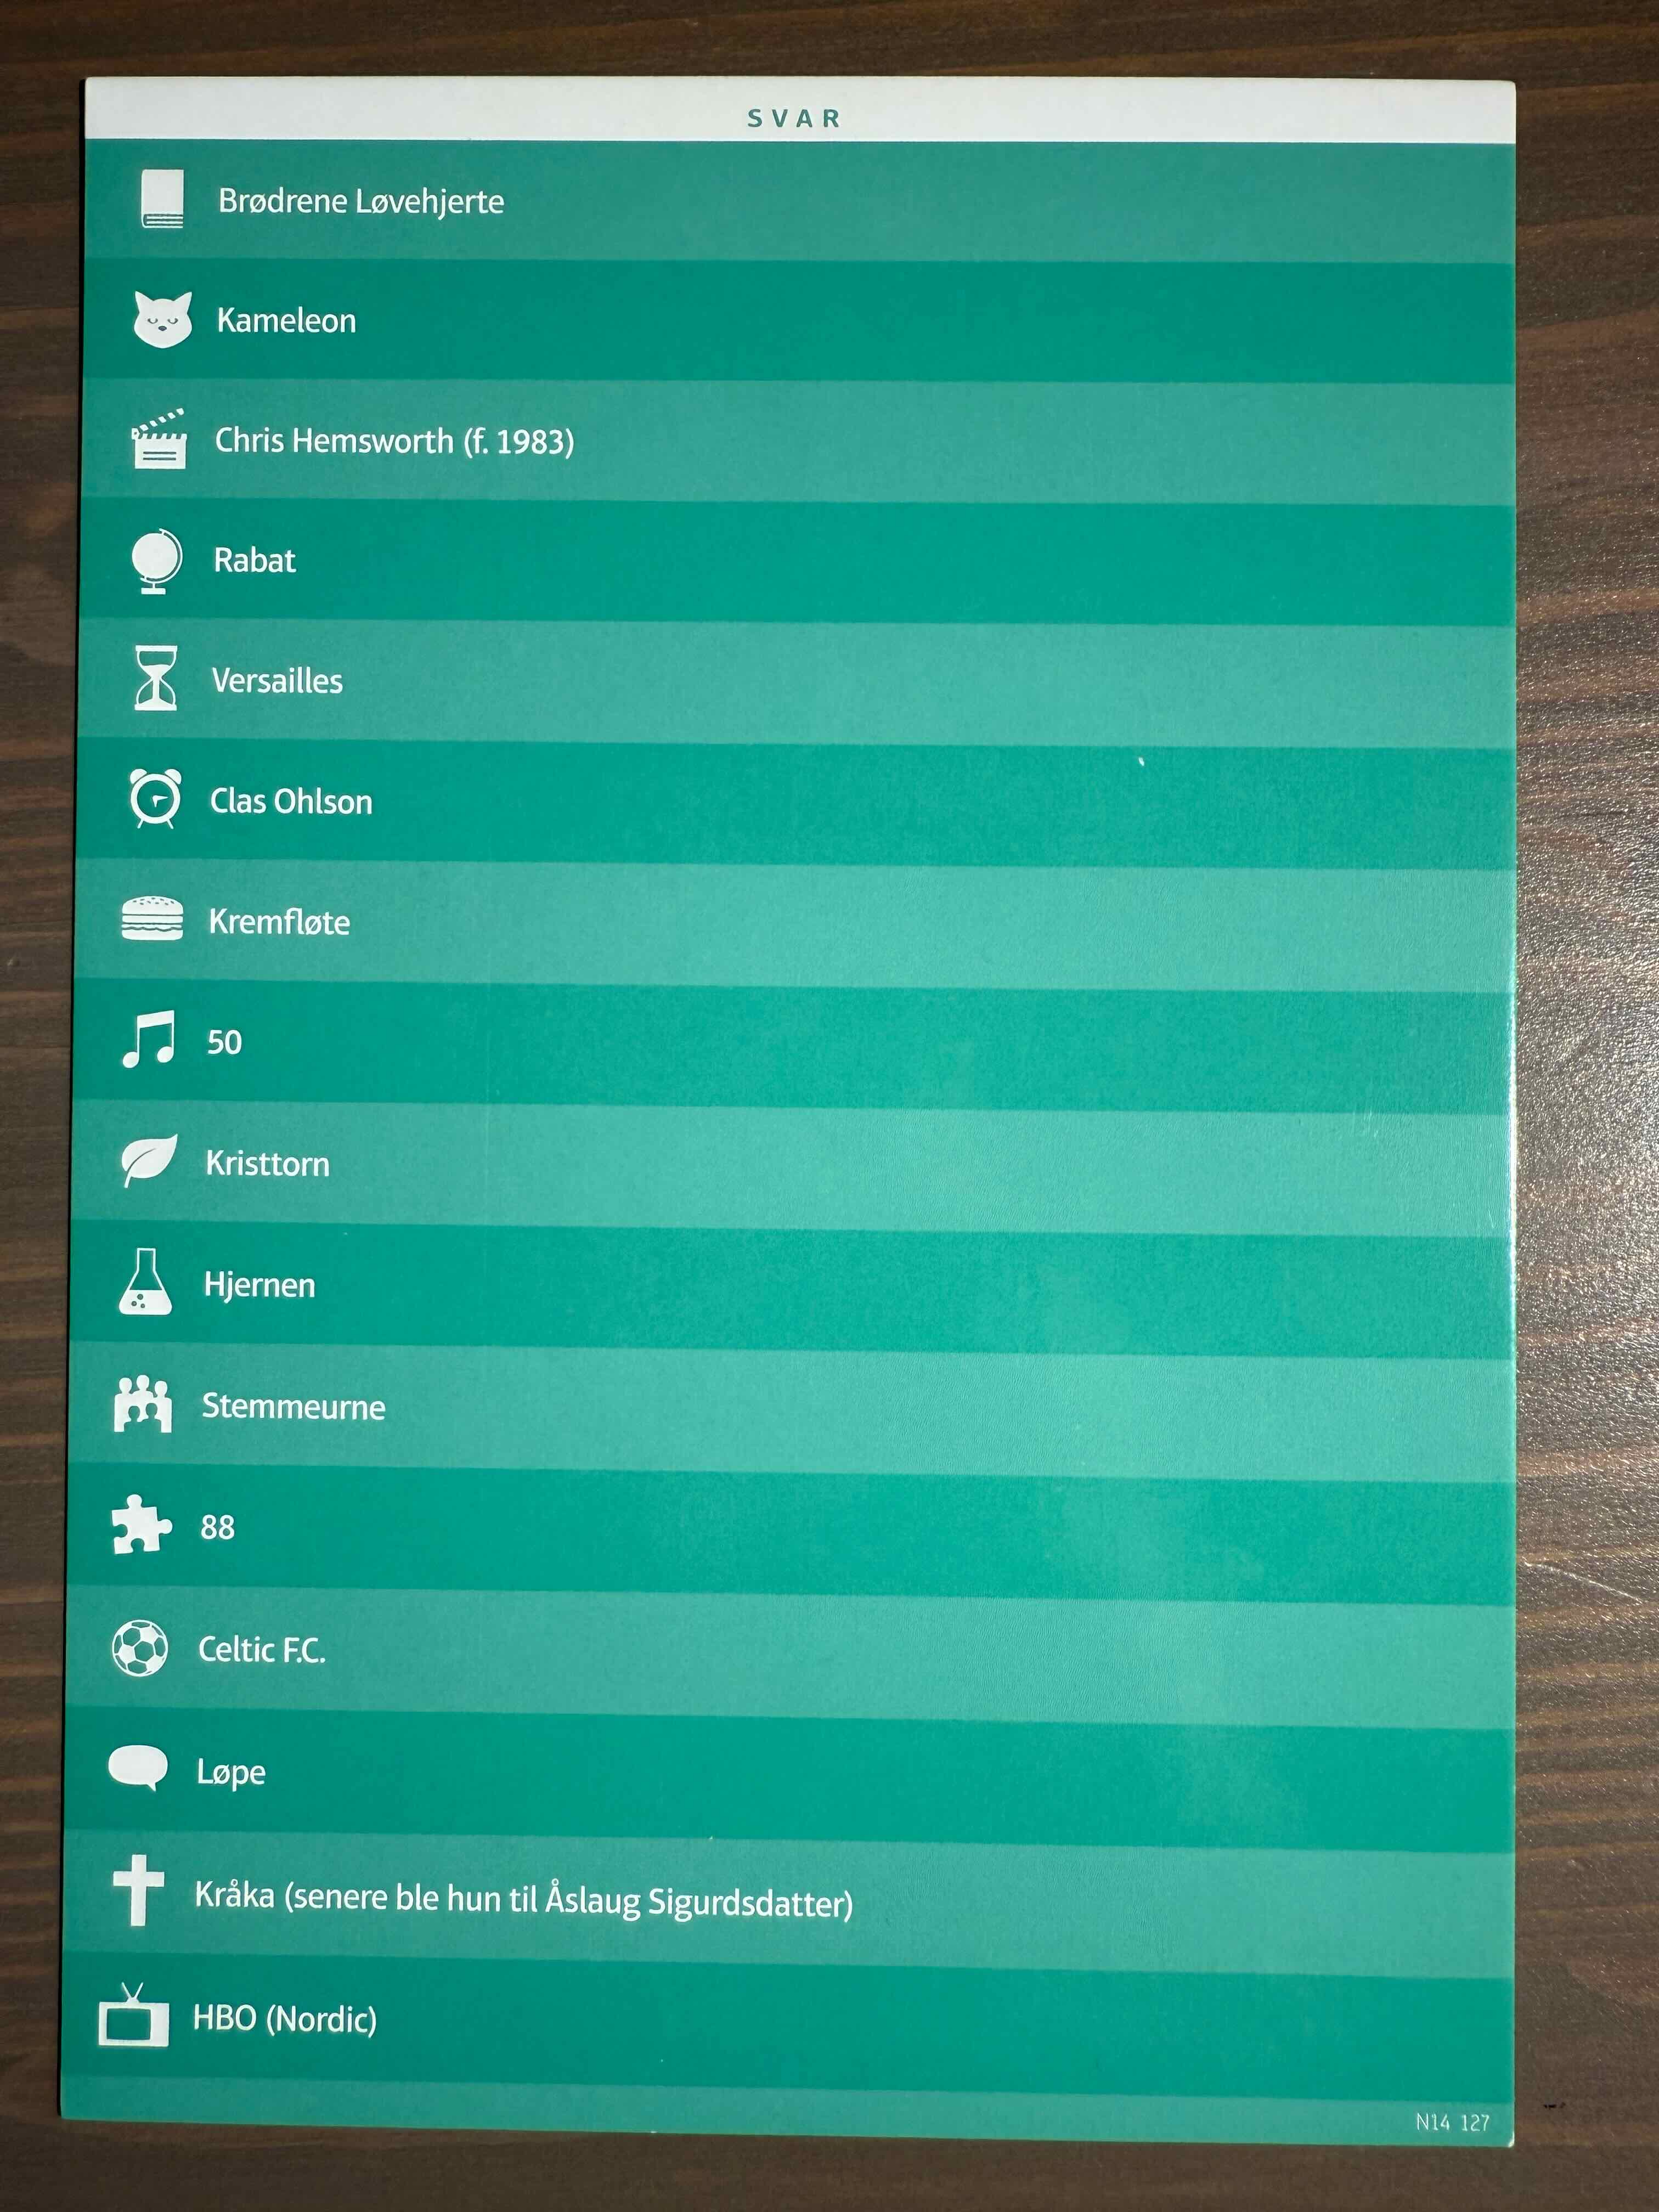 SVAR
Brødrene Løvehjerte
Kameleon
Chris Hemsworth (f. 1983)
Rabat
Versailles
Clas Ohlson
Kremfløte
50
Kristtorn
Hjernen
Stemmeurne
88
Celtic F.C.
Løpe
Kråka (senere ble hun til Åslaug Sigurdsdatter)
HBO (Nordic)
N14 127